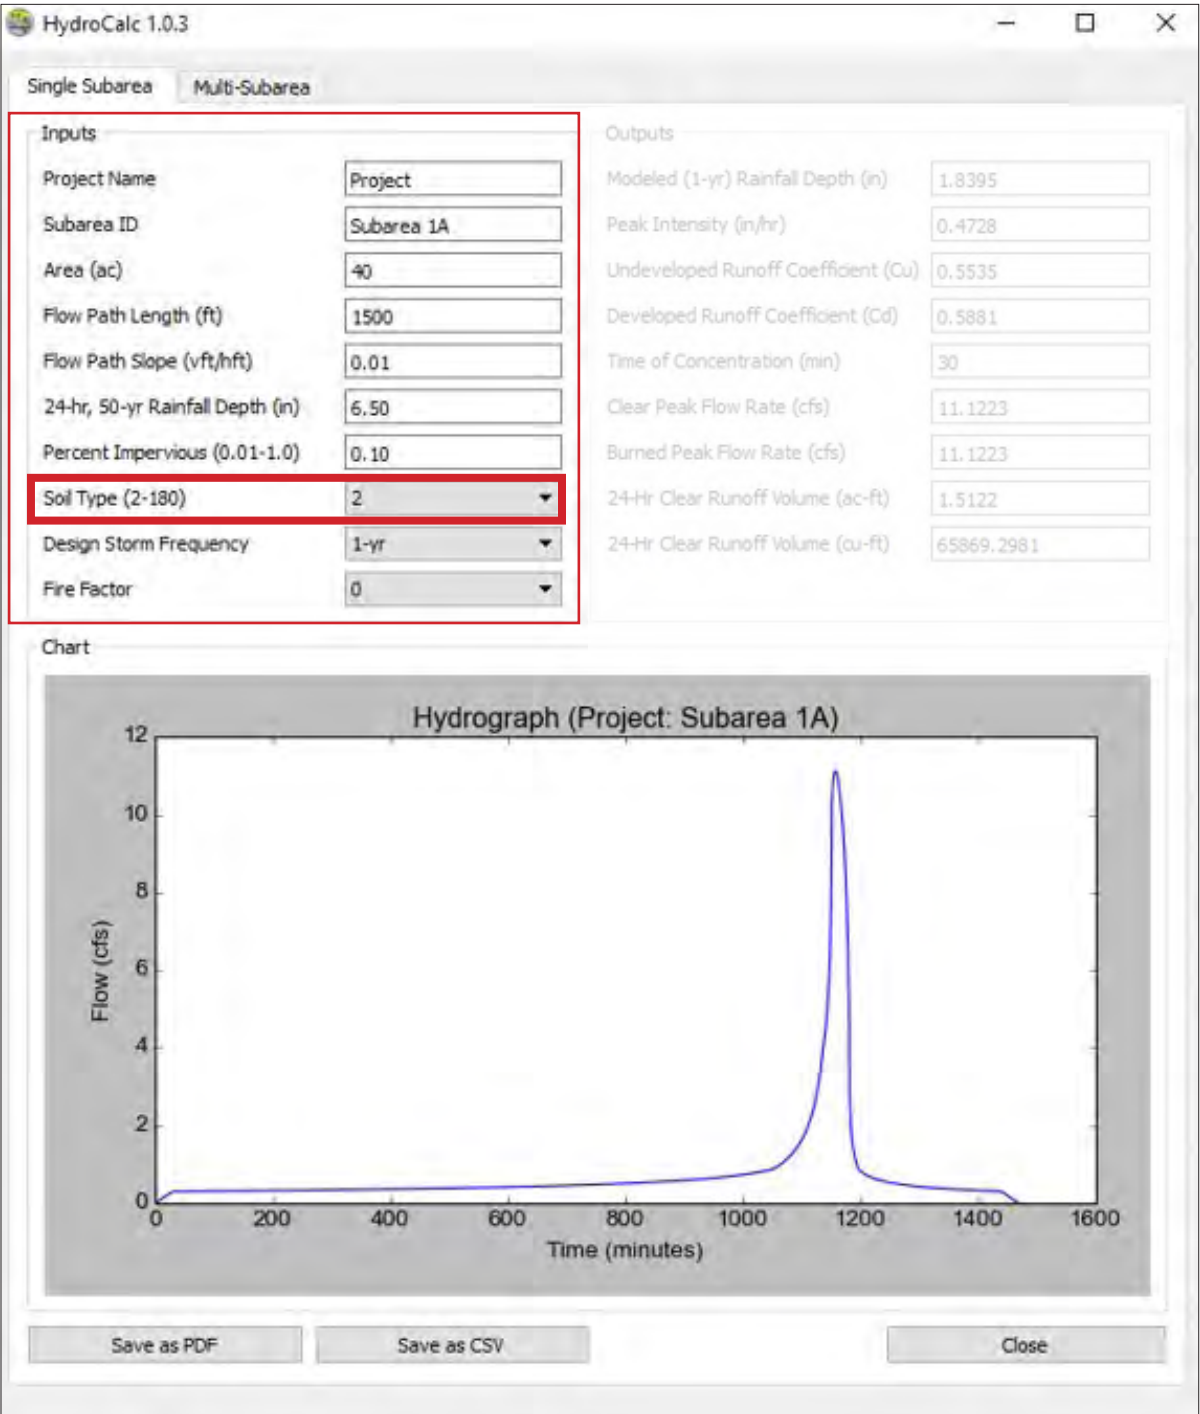 HydroCalc 1.0.3
Single Subarea Multi-Subarea
Inputs
Project Name Project
Subarea ID Subarea 1A
Area (ac) 40
Flow Path Length (ft) 1500
Flow Path Slope (vft/hft) 0.01
24-hr, 50-yr Rainfall Depth (in) 6.50
Percent Impervious (0.01-1.0) 0.10
Soil Type (2-180) 2
Design Storm Frequency 1-yr
Fire Factor 0
Outputs
Modeled (1-yr) Rainfall Depth (in) 1.8395
Peak Intensity (in/hr) 0.4728
Undeveloped Runoff Coefficient (Cu) 0.5535
Developed Runoff Coefficient (Cd) 0.5881
Time of Concentration (min) 30
Clear Peak Flow Rate (cfs) 11.1223
Burned Peak Flow Rate (cfs) 11.1223
24-Hr Clear Runoff Volume (ac-ft) 1.5122
24-Hr Clear Runoff Volume (cu-ft) 65869.2981
Chart
Hydrograph (Project: Subarea 1A)
12
10
8
6
4
2
0
Flow (cfs)
0 200 400 600 800 1000 1200 1400 1600
Time (minutes)
Save as PDF Save as CSV Close